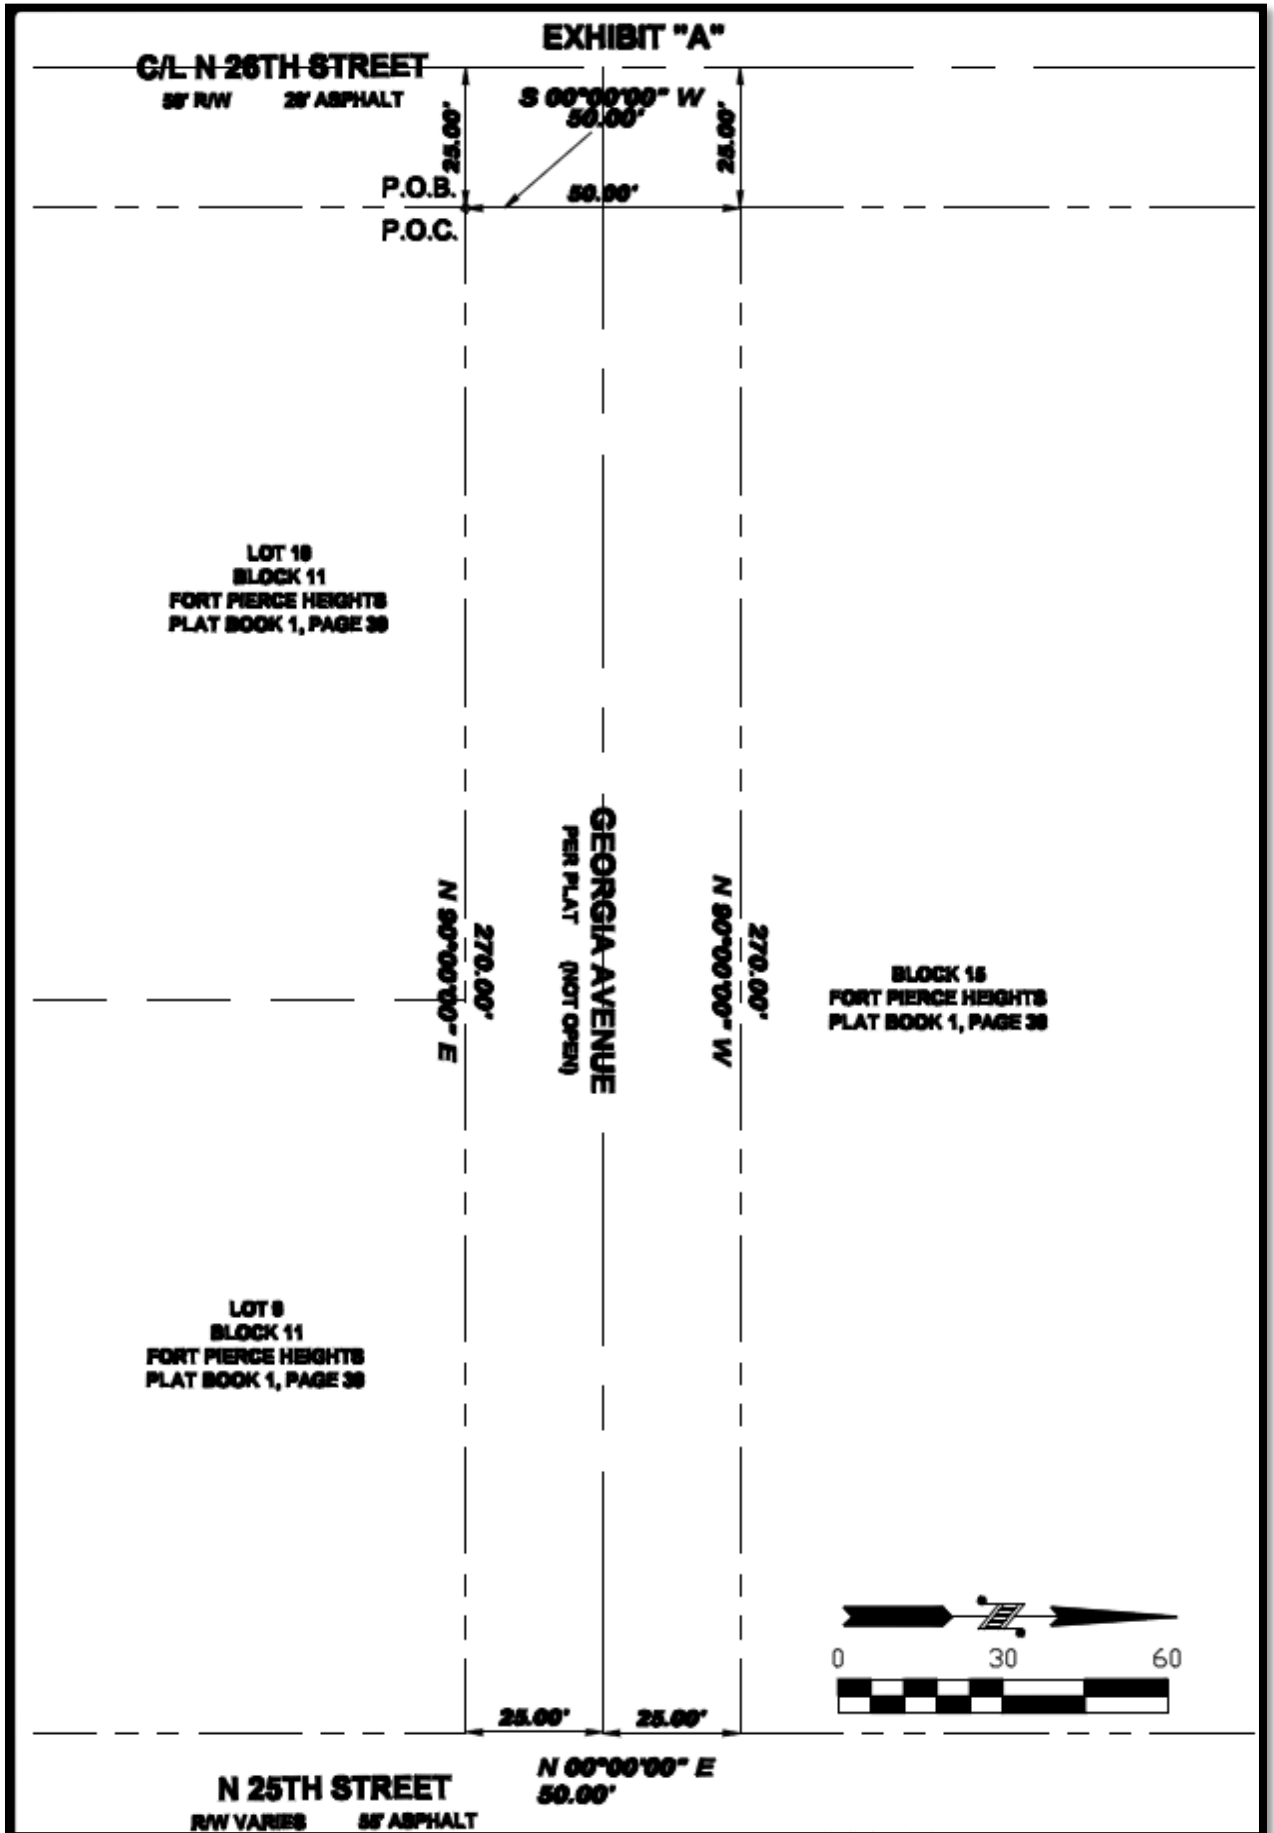 EXHIBIT "A"
C/L N 26TH STREET
50' R/W 26' ASPHALT
S 00°00'00" W
50.00'
25.00'
25.00'
P.O.B.
50.00'
P.O.C.
LOT 10
BLOCK 11
FORT PIERCE HEIGHTS
PLAT BOOK 1, PAGE
GEORGIA AVENUE
PER PLAT (NOT OPEN)
270.00'
N 90°00'00" E
270.00'
N 90°00'00" W
BLOCK 15
FORT PIERCE HEIGHTS
PLAT BOOK 1, PAGE
LOT 9
BLOCK 11
FORT PIERCE HEIGHTS
PLAT BOOK 1, PAGE
0 30 60
25.00' 25.00'
N 00°00'00" E
50.00'
N 25TH STREET
R/W VARIES ASPHALT